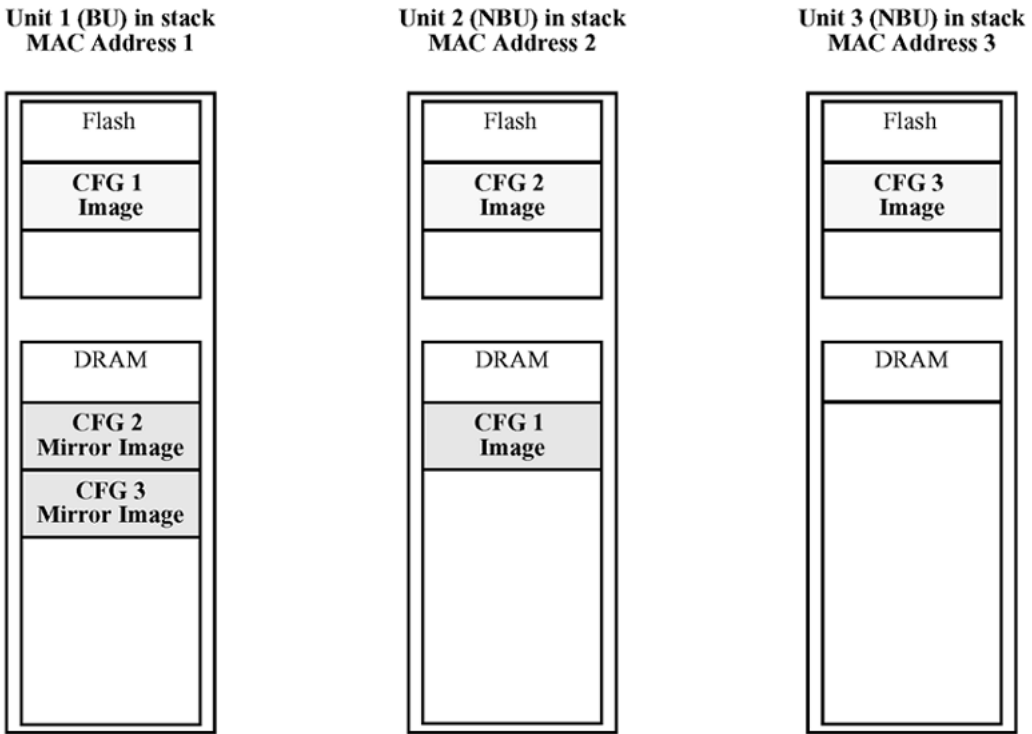 Unit 1 (BU) in stack
MAC Address 1
Flash
CFG 1
Image
DRAM
CFG 2
Mirror Image
CFG 3
Mirror Image
Unit 2 (NBU) in stack
MAC Address 2
Flash
CFG 2
Image
DRAM
CFG 1
Image
Unit 3 (NBU) in stack
MAC Address 3
Flash
CFG 3
Image
DRAM